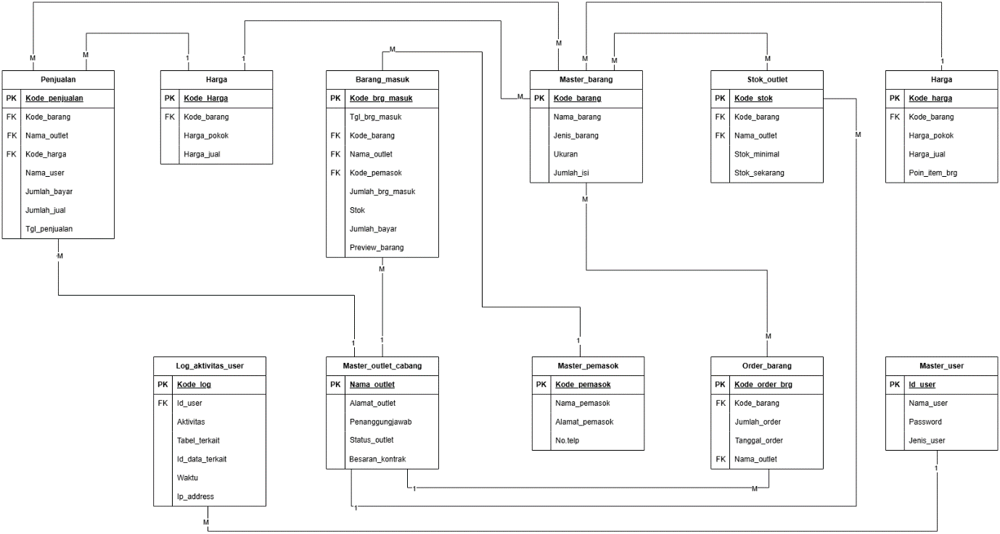 M
M
1
1
M
M
M
M
M
M
1
Penjualan
PK Kode_penjualan
FK Kode_barang
FK Nama_outlet
FK Kode_harga
Nama_user
Jumlah_bayar
Jumlah_jual
Tgl_penjualan
M
Harga
PK Kode_Harga
FK Kode_barang
Harga_pokok
Harga_jual
Barang_masuk
PK Kode_brg_masuk
Tgl_brg_masuk
FK Kode_barang
FK Nama_outlet
FK Kode_pemasok
Jumlah_brg_masuk
Stok
Jumlah_bayar
Preview_barang
M
M
Master_barang
PK Kode_barang
Nama_barang
Jenis_barang
Ukuran
Jumlah_isi
M
Stok_outlet
PK Kode_stok
FK Kode_barang
FK Nama_outlet
Stok_minimal
Stok_sekarang
M
Harga
PK Kode_harga
FK Kode_barang
Harga_pokok
Harga_jual
Poin_item_brg
1
1
1
M
Log_aktivitas_user
PK Kode_log
FK Id_user
Aktivitas
Tabel_terkait
Id_data_terkait
Waktu
Ip_address
M
Master_outlet_cabang
PK Nama_outlet
Alamat_outlet
Penanggungjawab
Status_outlet
Besaran_kontrak
1
1
Master_pemasok
PK Kode_pemasok
Nama_pemasok
Alamat_pemasok
No.telp
Order_barang
PK Kode_order_brg
FK Kode_barang
Jumlah_order
Tanggal_order
FK Nama_outlet
M
Master_user
PK Id_user
Nama_user
Password
Jenis_user
1